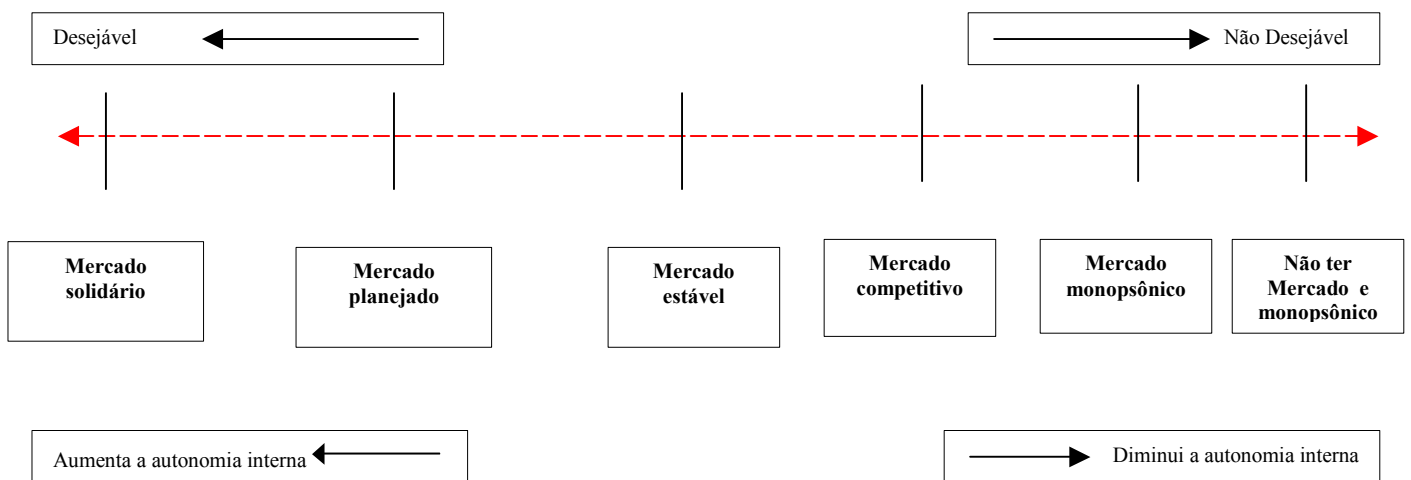 Desejável
Não Desejável
Mercado
solidário
Mercado
planejado
Mercado
estável
Mercado
competitivo
Mercado
monopsônico
Não ter
Mercado e
monopsônico
Aumenta a autonomia interna
Diminui a autonomia interna